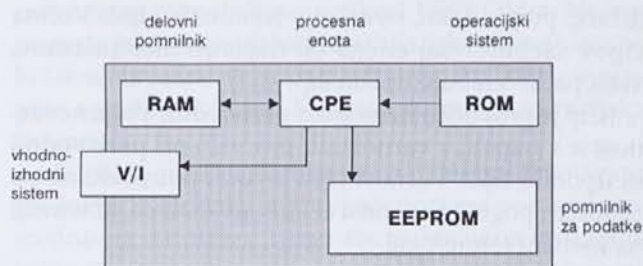 delovni
pomnilnik
procesna
enota
operacijski
sistem
RAM
CPE
ROM
vhodno-
izhodni
sistem
V/I
EEPROM
pomnilnik
za podatke